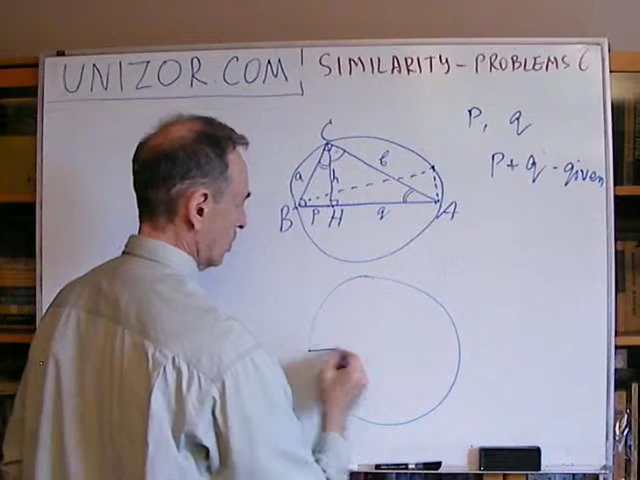 UNIZOR.COM
SIMILARITY - PROBLEMS 6
P, q
P + q - given
C
a
h
b
B
P
H
q
A